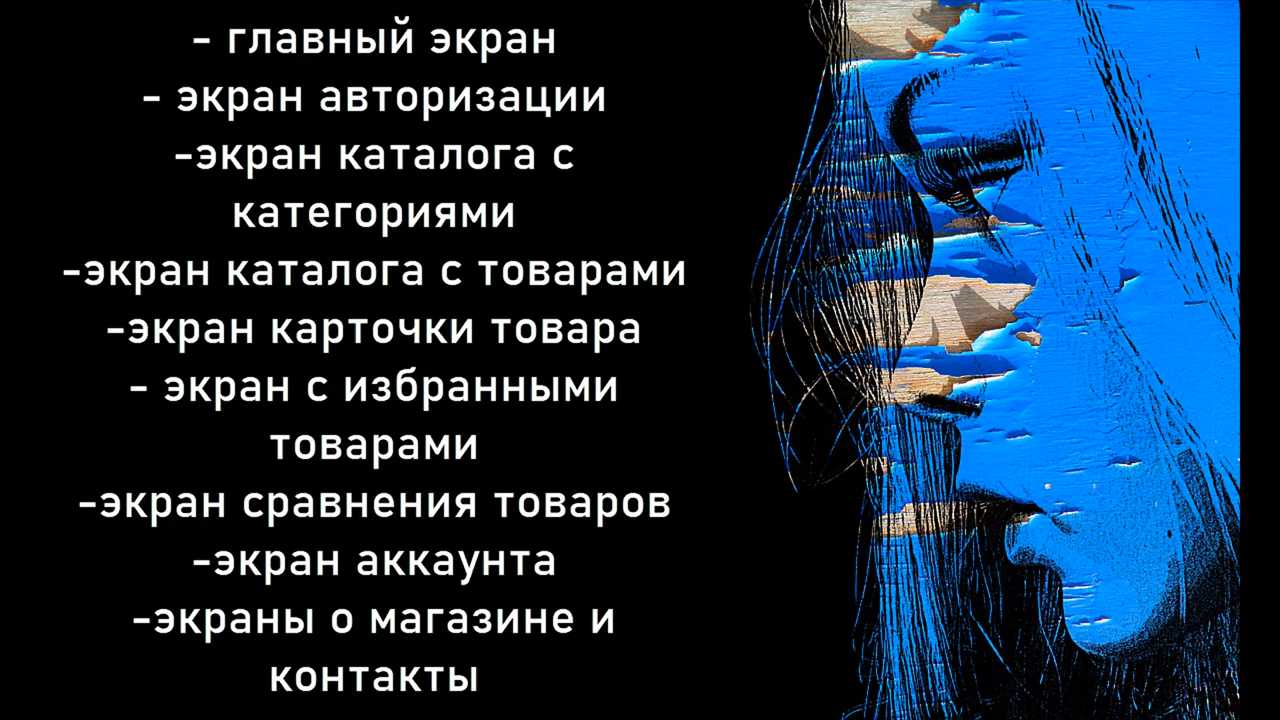 - главный экран
- экран авторизации
-экран каталога с
категориями
-экран каталога с товарами
-экран карточки товара
- экран с избранными
товарами
-экран сравнения товаров
-экран аккаунта
-экраны о магазине и
контакты